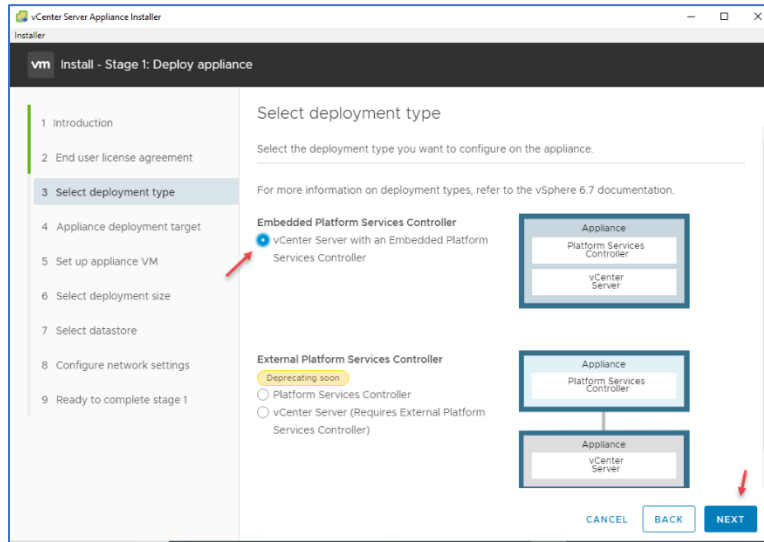 vCenter Server Appliance Installer
Installer
vm Install - Stage 1: Deploy appliance
1 Introduction
2 End user license agreement
3 Select deployment type
4 Appliance deployment target
5 Set up appliance VM
6 Select deployment size
7 Select datastore
8 Configure network settings
9 Ready to complete stage 1
Select deployment type
Select the deployment type you want to configure on the appliance.
For more information on deployment types, refer to the vSphere 6.7 documentation.
Embedded Platform Services Controller
vCenter Server with an Embedded Platform
Services Controller
Appliance
Platform Services
Controller
vCenter
Server
External Platform Services Controller
Deprecating soon
Platform Services Controller
vCenter Server (Requires External Platform
Services Controller)
Appliance
Platform Services
Controller
Appliance
vCenter
Server
CANCEL
BACK
NEXT